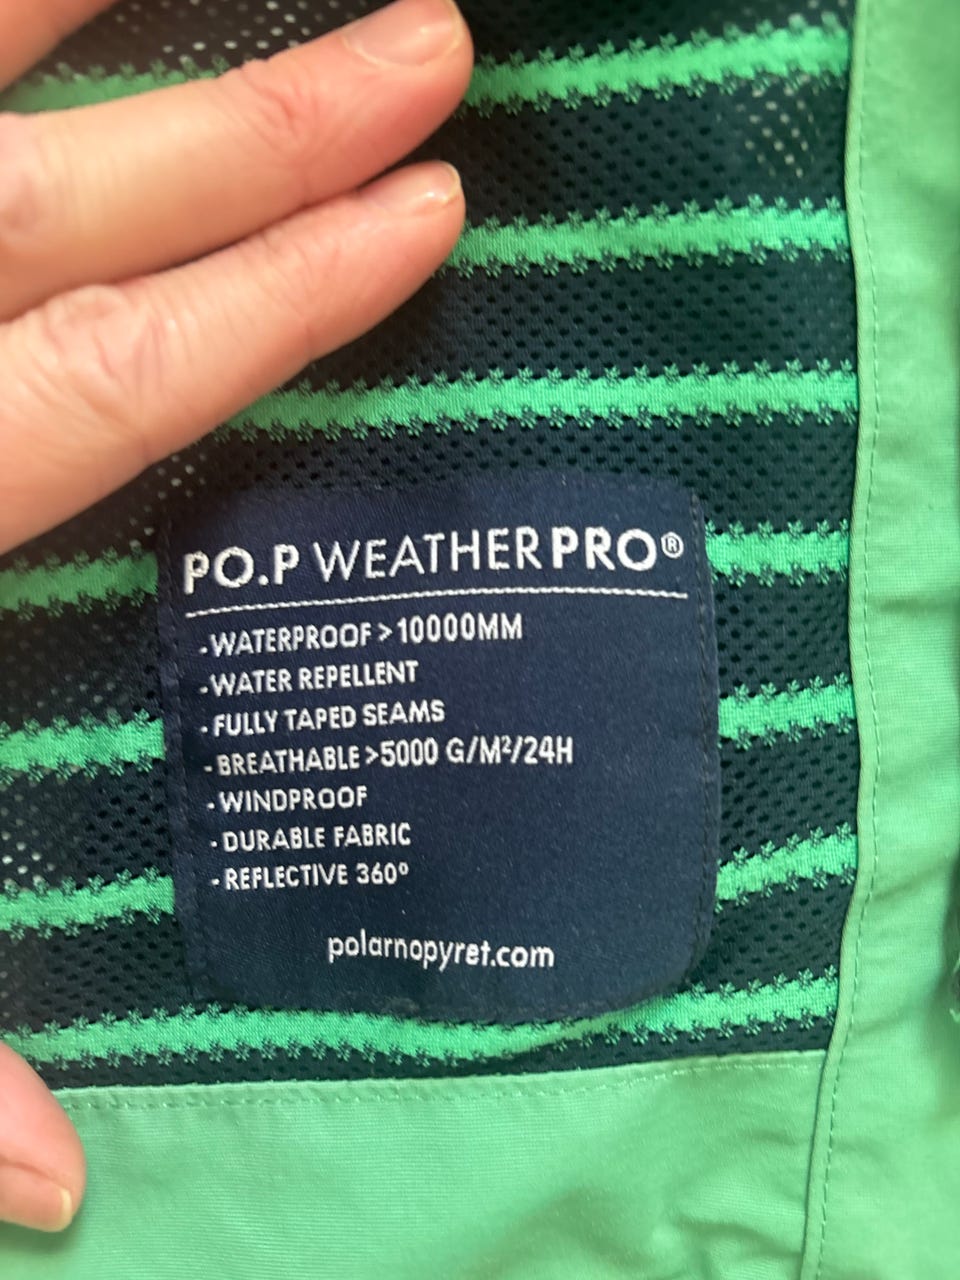 PO.P WEATHERPRO®
-WATERPROOF >10000MM
-WATER REPELLENT
-FULLY TAPED SEAMS
-BREATHABLE >5000 G/M²/24H
-WINDPROOF
-DURABLE FABRIC
-REFLECTIVE 360°
polarnopyret.com